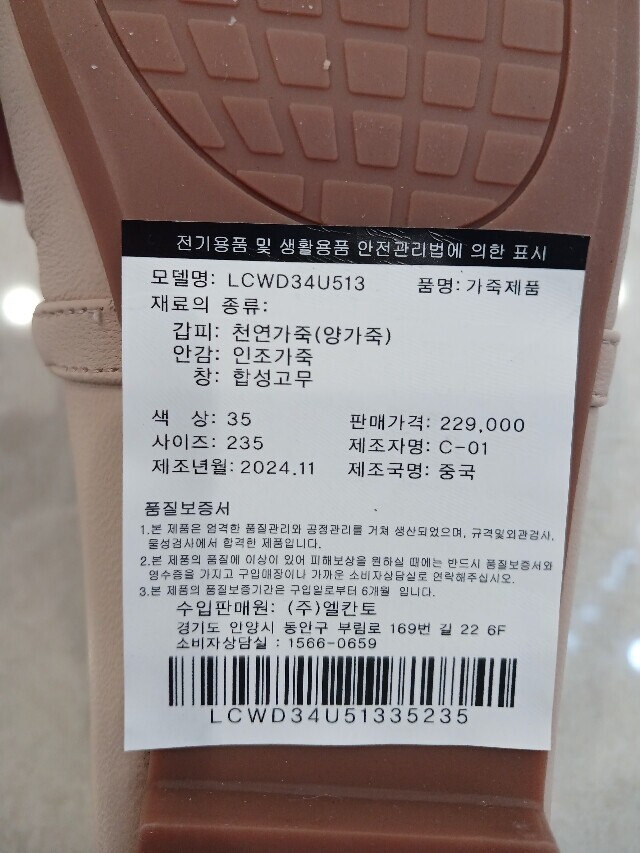 전기용품 및 생활용품 안전관리법에 의한 표시
모델명: LCWD34U513 품명: 가죽제품
재료의 종류:
갑피: 천연가죽(양가죽)
안감: 인조가죽
창: 합성고무
색 상: 35 판매가격: 229,000
사이즈: 235 제조자명: C-01
제조년월: 2024.11 제조국명: 중국
품질보증서
1.본 제품은 엄격한 품질관리와 공정관리를 거쳐 생산되었으며, 규격및외관검사,
물성검사에서 합격한 제품입니다.
2.본 제품의 품질에 이상이 있어 피해보상을 원하실 때에는 반드시 품질보증서와
영수증을 가지고 구입매장이나 가까운 소비자상담실로 연락해주십시오.
3.본 제품의 품질보증기간은 구입일로부터 6개월 입니다.
수입판매원: (주)엘칸토
경기도 안양시 동안구 부림로 169번 길 22 6F
소비자상담실 : 1566-0659
LCWD34U51335235